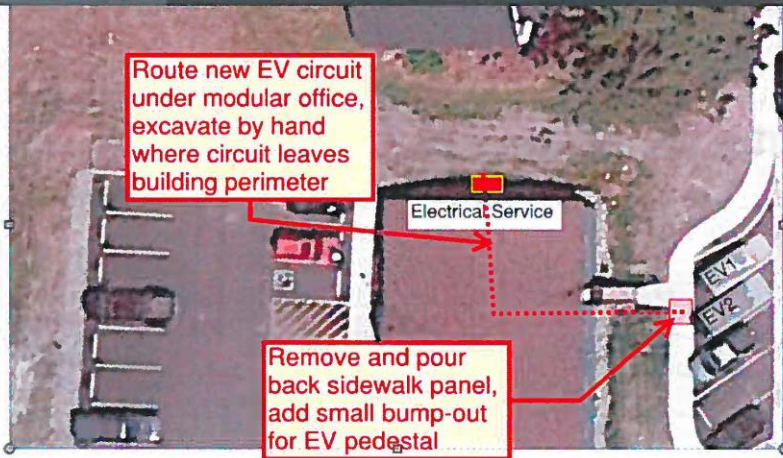 Route new EV circuit
under modular office,
excavate by hand
where circuit leaves
building perimeter
Electrical Service
EV1
EV2
Remove and pour
back sidewalk panel,
add small bump-out
for EV pedestal